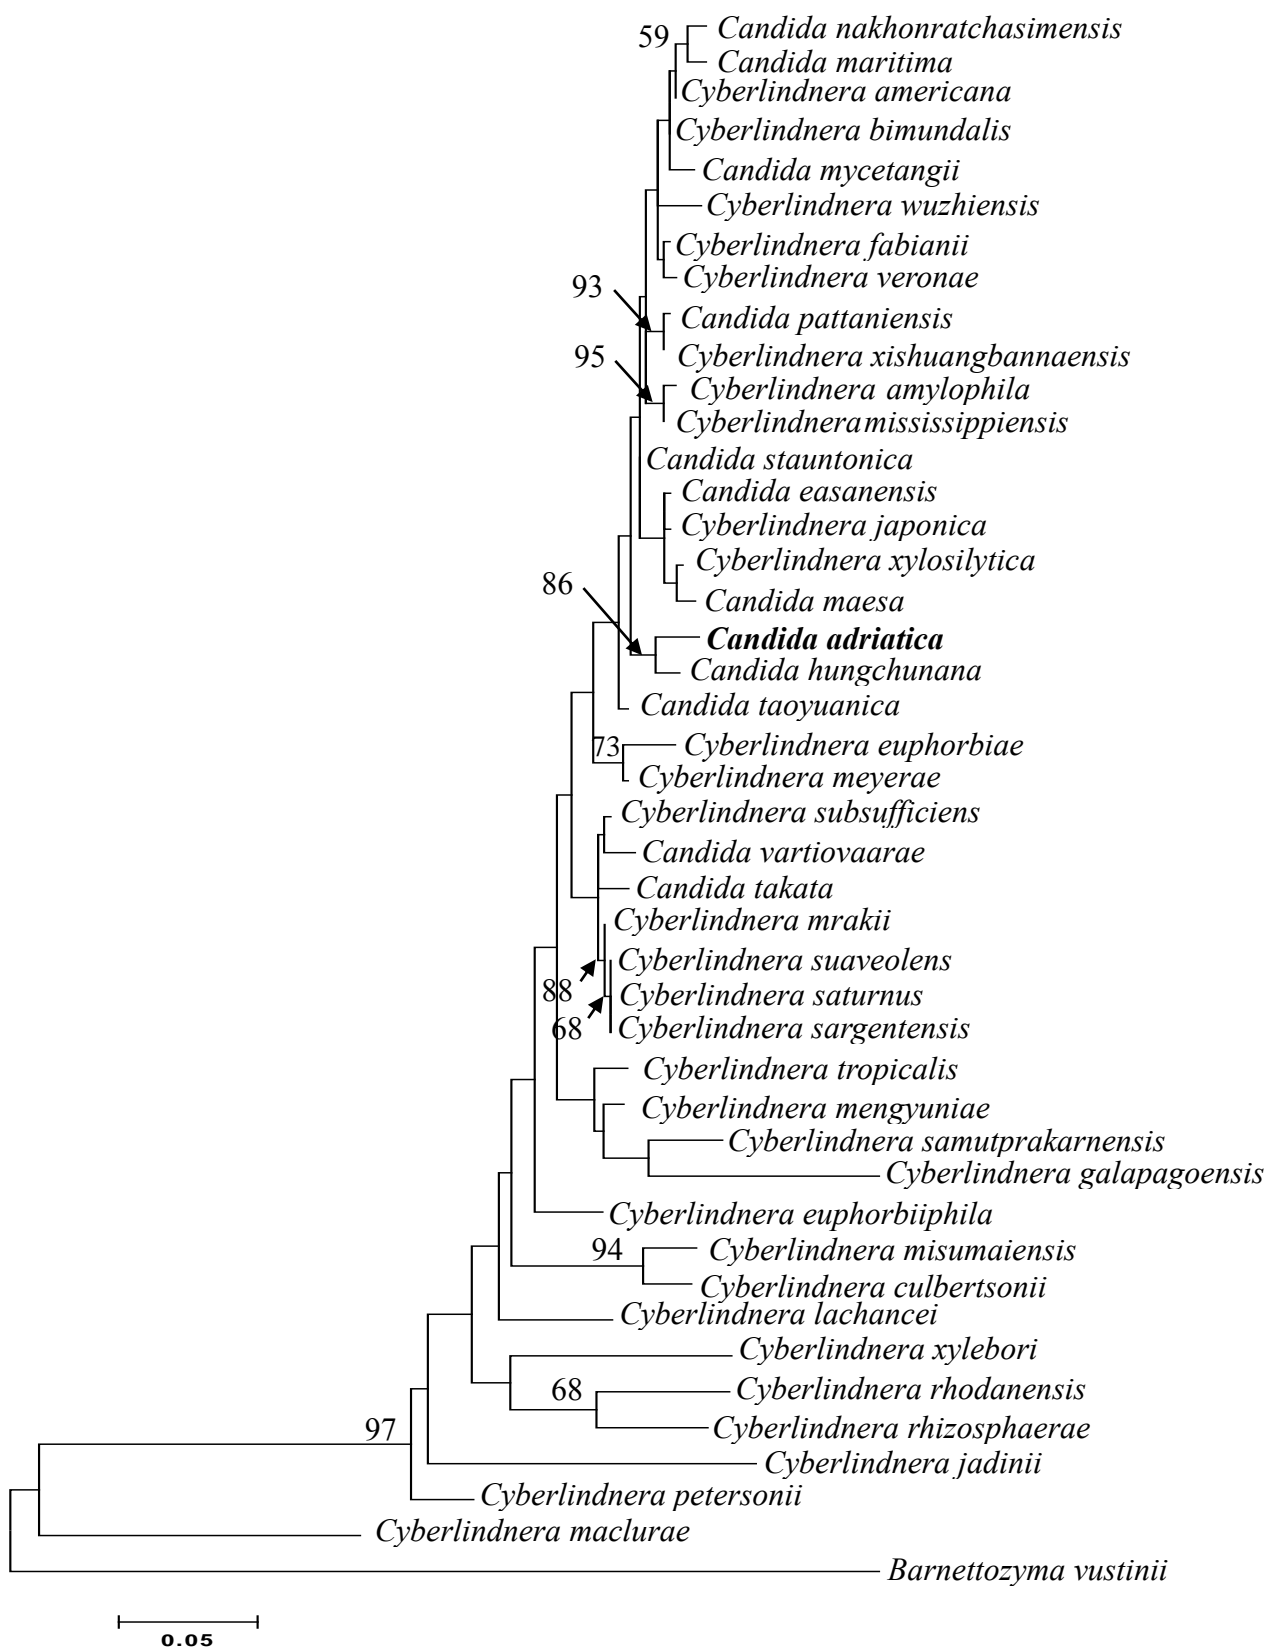 59
Candida nakhonratchasimensis
Candida maritima
Cyberlindnera americana
Cyberlindnera bimundalis
Candida mycetangii
Cyberlindnera wuzhiensis
Cyberlindnera fabianii
Cyberlindnera veronae
93
Candida pattaniensis
Cyberlindnera xishuangbannaensis
95
Cyberlindnera amylophila
Cyberlindnera mississippiensis
Candida stauntonica
Candida easanensis
Cyberlindnera japonica
Cyberlindnera xylosilytica
86
Candida maesa
Candida adriatica
Candida hungchunana
Candida taoyuanica
73
Cyberlindnera euphorbiae
Cyberlindnera meyerae
Cyberlindnera subsufficiens
Candida vartiovaarae
Candida takata
Cyberlindnera mrakii
Cyberlindnera suaveolens
88
Cyberlindnera saturnus
68
Cyberlindnera sargentensis
Cyberlindnera tropicalis
Cyberlindnera mengyuniae
Cyberlindnera samutprakarnensis
Cyberlindnera galapagoensis
Cyberlindnera euphorbiiphila
94
Cyberlindnera misumaiensis
Cyberlindnera culbertsonii
Cyberlindnera lachancei
Cyberlindnera xylebori
68
Cyberlindnera rhodanensis
Cyberlindnera rhizosphaerae
97
Cyberlindnera jadinii
Cyberlindnera petersonii
Cyberlindnera maclurae
Barnettozyma vustinii
0.05